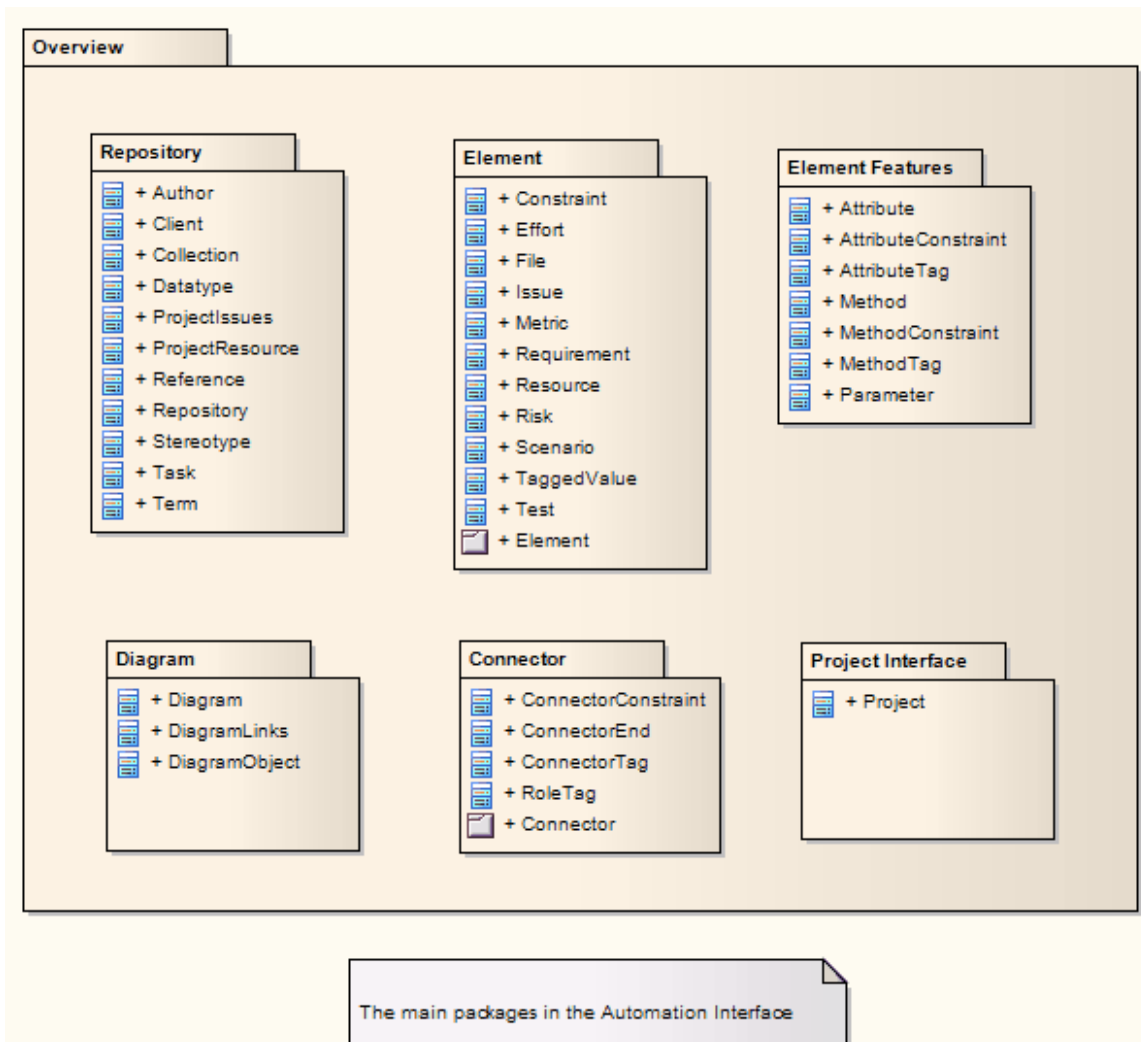 Overview
Repository
+ Author
+ Client
+ Collection
+ Datatype
+ ProjectIssues
+ ProjectResource
+ Reference
+ Repository
+ Stereotype
+ Task
+ Term
Element
+ Constraint
+ Effort
+ File
+ Issue
+ Metric
+ Requirement
+ Resource
+ Risk
+ Scenario
+ TaggedValue
+ Test
+ Element
Element Features
+ Attribute
+ AttributeConstraint
+ AttributeTag
+ Method
+ MethodConstraint
+ MethodTag
+ Parameter
Diagram
+ Diagram
+ DiagramLinks
+ DiagramObject
Connector
+ ConnectorConstraint
+ ConnectorEnd
+ ConnectorTag
+ RoleTag
+ Connector
Project Interface
+ Project
The main packages in the Automation Interface